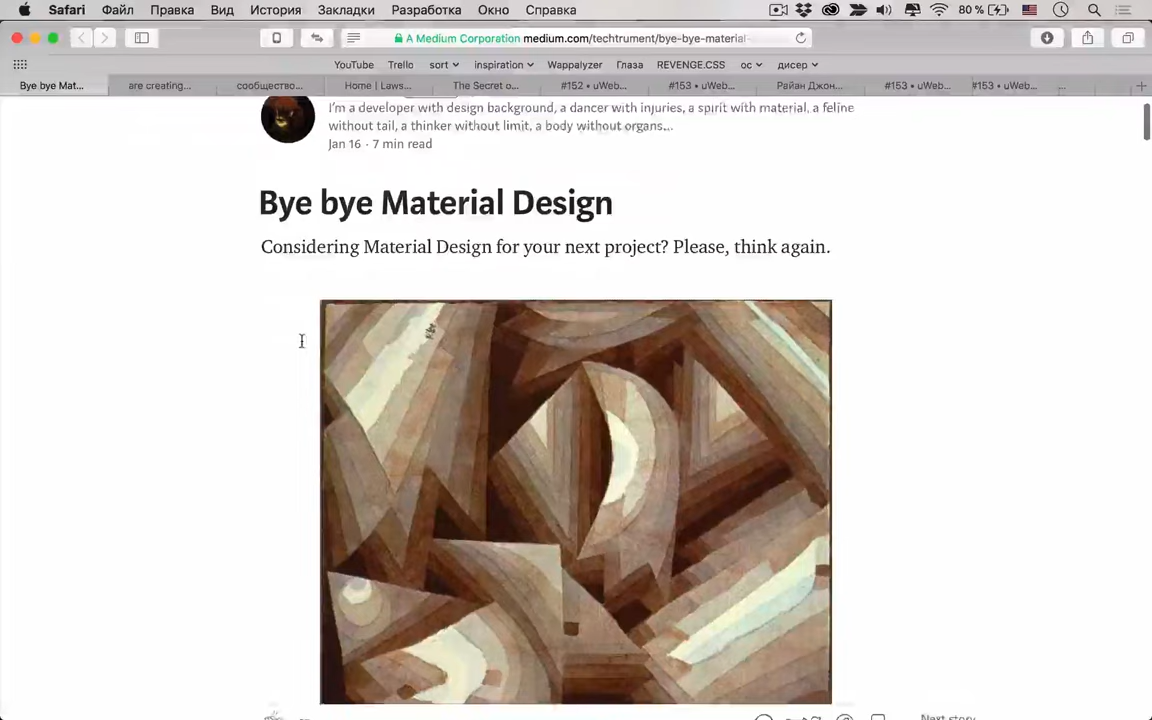 Safari Файл Правка Вид История Закладки Разработка Окно Справка 80 %
A Medium Corporation medium.com/techtrument/bye-bye-material-
YouTube Trello sort inspiration Wappalyzer Глаза REVENGE.CSS ос дисер
Bye bye Mat... are creating... сообщество... Home | Laws... The Secret o... #152 • uWeb... #153 • uWeb... Райан Джон... #153 • uWeb... #153 • uWeb... ...
I'm a developer with design background, a dancer with injuries, a spirit with material, a feline
without tail, a thinker without limit, a body without organs...
Jan 16 · 7 min read
Bye bye Material Design
Considering Material Design for your next project? Please, think again.
Next story